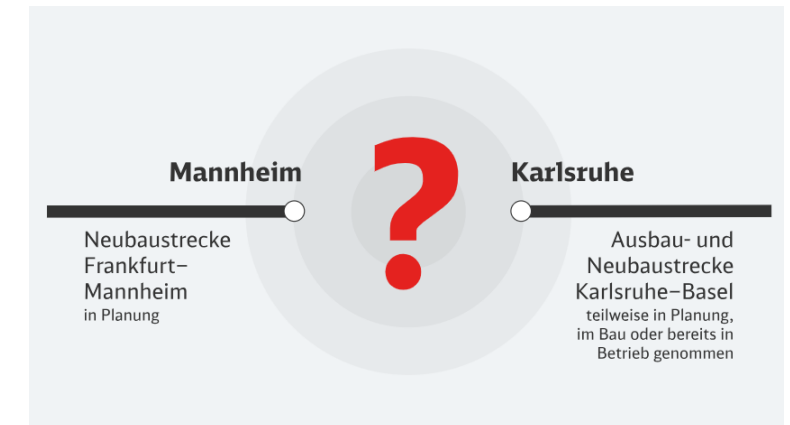 Mannheim
?
Karlsruhe
Neubaustrecke
Frankfurt–
Mannheim
in Planung
Ausbau- und
Neubaustrecke
Karlsruhe–Basel
teilweise in Planung,
im Bau oder bereits in
Betrieb genommen